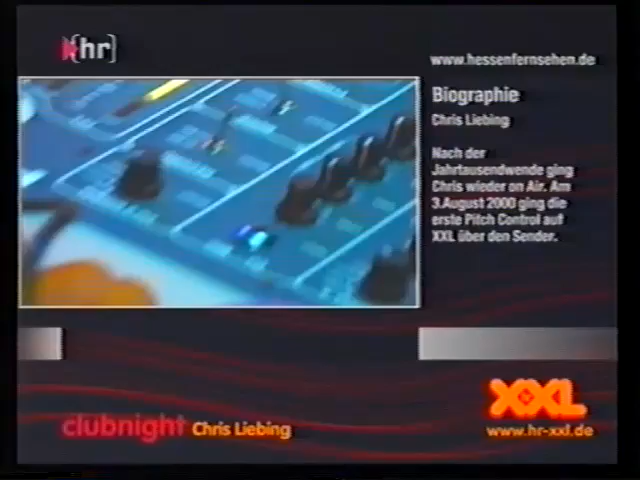 hr
www.hessenfernsehen.de
Biographie
Chris Liebing
Nach der
Jahrtausendwende ging
Chris wieder on Air. Am
3.August 2000 ging die
erste Pitch Control auf
XXL über den Sender.
XXL
clubnight Chris Liebing
www.hr-xxl.de